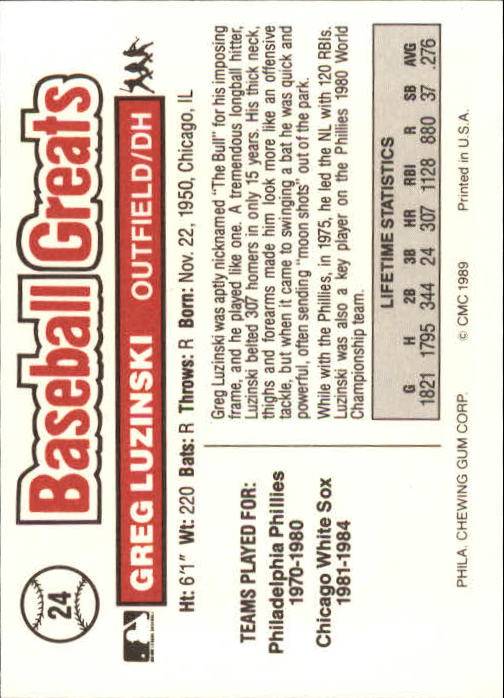 24
Baseball Greats
GREG LUZINSKI OUTFIELD/DH
Ht: 6'1" Wt: 220 Bats: R Throws: R Born: Nov. 22, 1950, Chicago, IL
TEAMS PLAYED FOR:
Philadelphia Phillies
1970-1980
Chicago White Sox
1981-1984
Greg Luzinski was aptly nicknamed "The Bull" for his imposing
frame, and he played like one. A tremendous longball hitter,
Luzinski belted 307 homers in only 15 years. His thick neck,
thighs and forearms made him look more like an offensive
tackle, but when it came to swinging a bat he was quick and
powerful, often sending "moon shots" out of the park.
While with the Phillies, in 1975, he led the NL with 120 RBIs.
Luzinski was also a key player on the Phillies 1980 World
Championship team.
LIFETIME STATISTICS
G H 2B 3B HR RBI R SB AVG
1821 1795 344 24 307 1128 880 37 .276
PHILA. CHEWING GUM CORP. © CMC 1989 Printed in U.S.A.